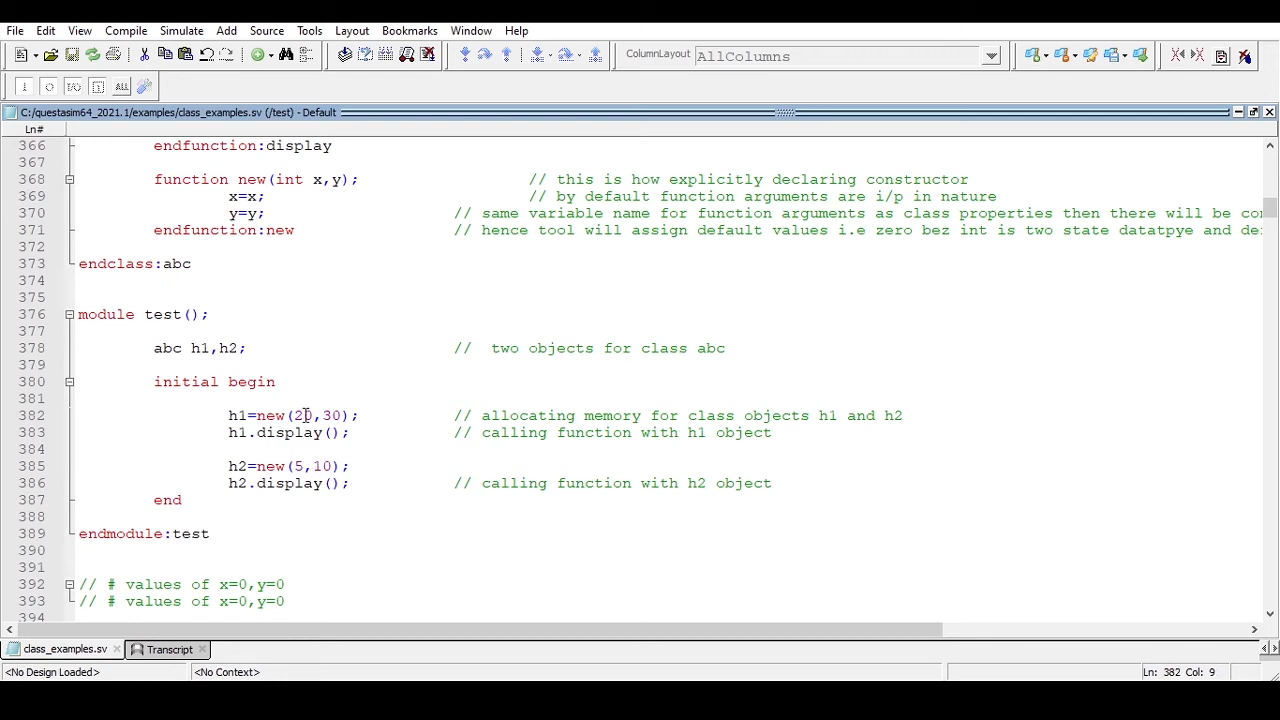 File Edit View Compile Simulate Add Source Tools Layout Bookmarks Window Help
ColumnLayout AllColumns
C:/questasim64_2021.1/examples/class_examples.sv (/test) - Default
Ln#
366 endfunction:display
367
368 function new(int x,y); // this is how explicitly declaring constructor
369 x=x; // by default function arguments are i/p in nature
370 y=y; // same variable name for function arguments as class properties then there will be con
371 endfunction:new // hence tool will assign default values i.e zero bez int is two state datatpye and de
372
373 endclass:abc
374
375
376 module test();
377
378 abc h1,h2; // two objects for class abc
379
380 initial begin
381
382 h1=new(20,30); // allocating memory for class objects h1 and h2
383 h1.display(); // calling function with h1 object
384
385 h2=new(5,10);
386 h2.display(); // calling function with h2 object
387 end
388
389 endmodule:test
390
391
392 // # values of x=0,y=0
393 // # values of x=0,y=0
394
class_examples.sv Transcript
<No Design Loaded> <No Context> Ln: 382 Col: 9